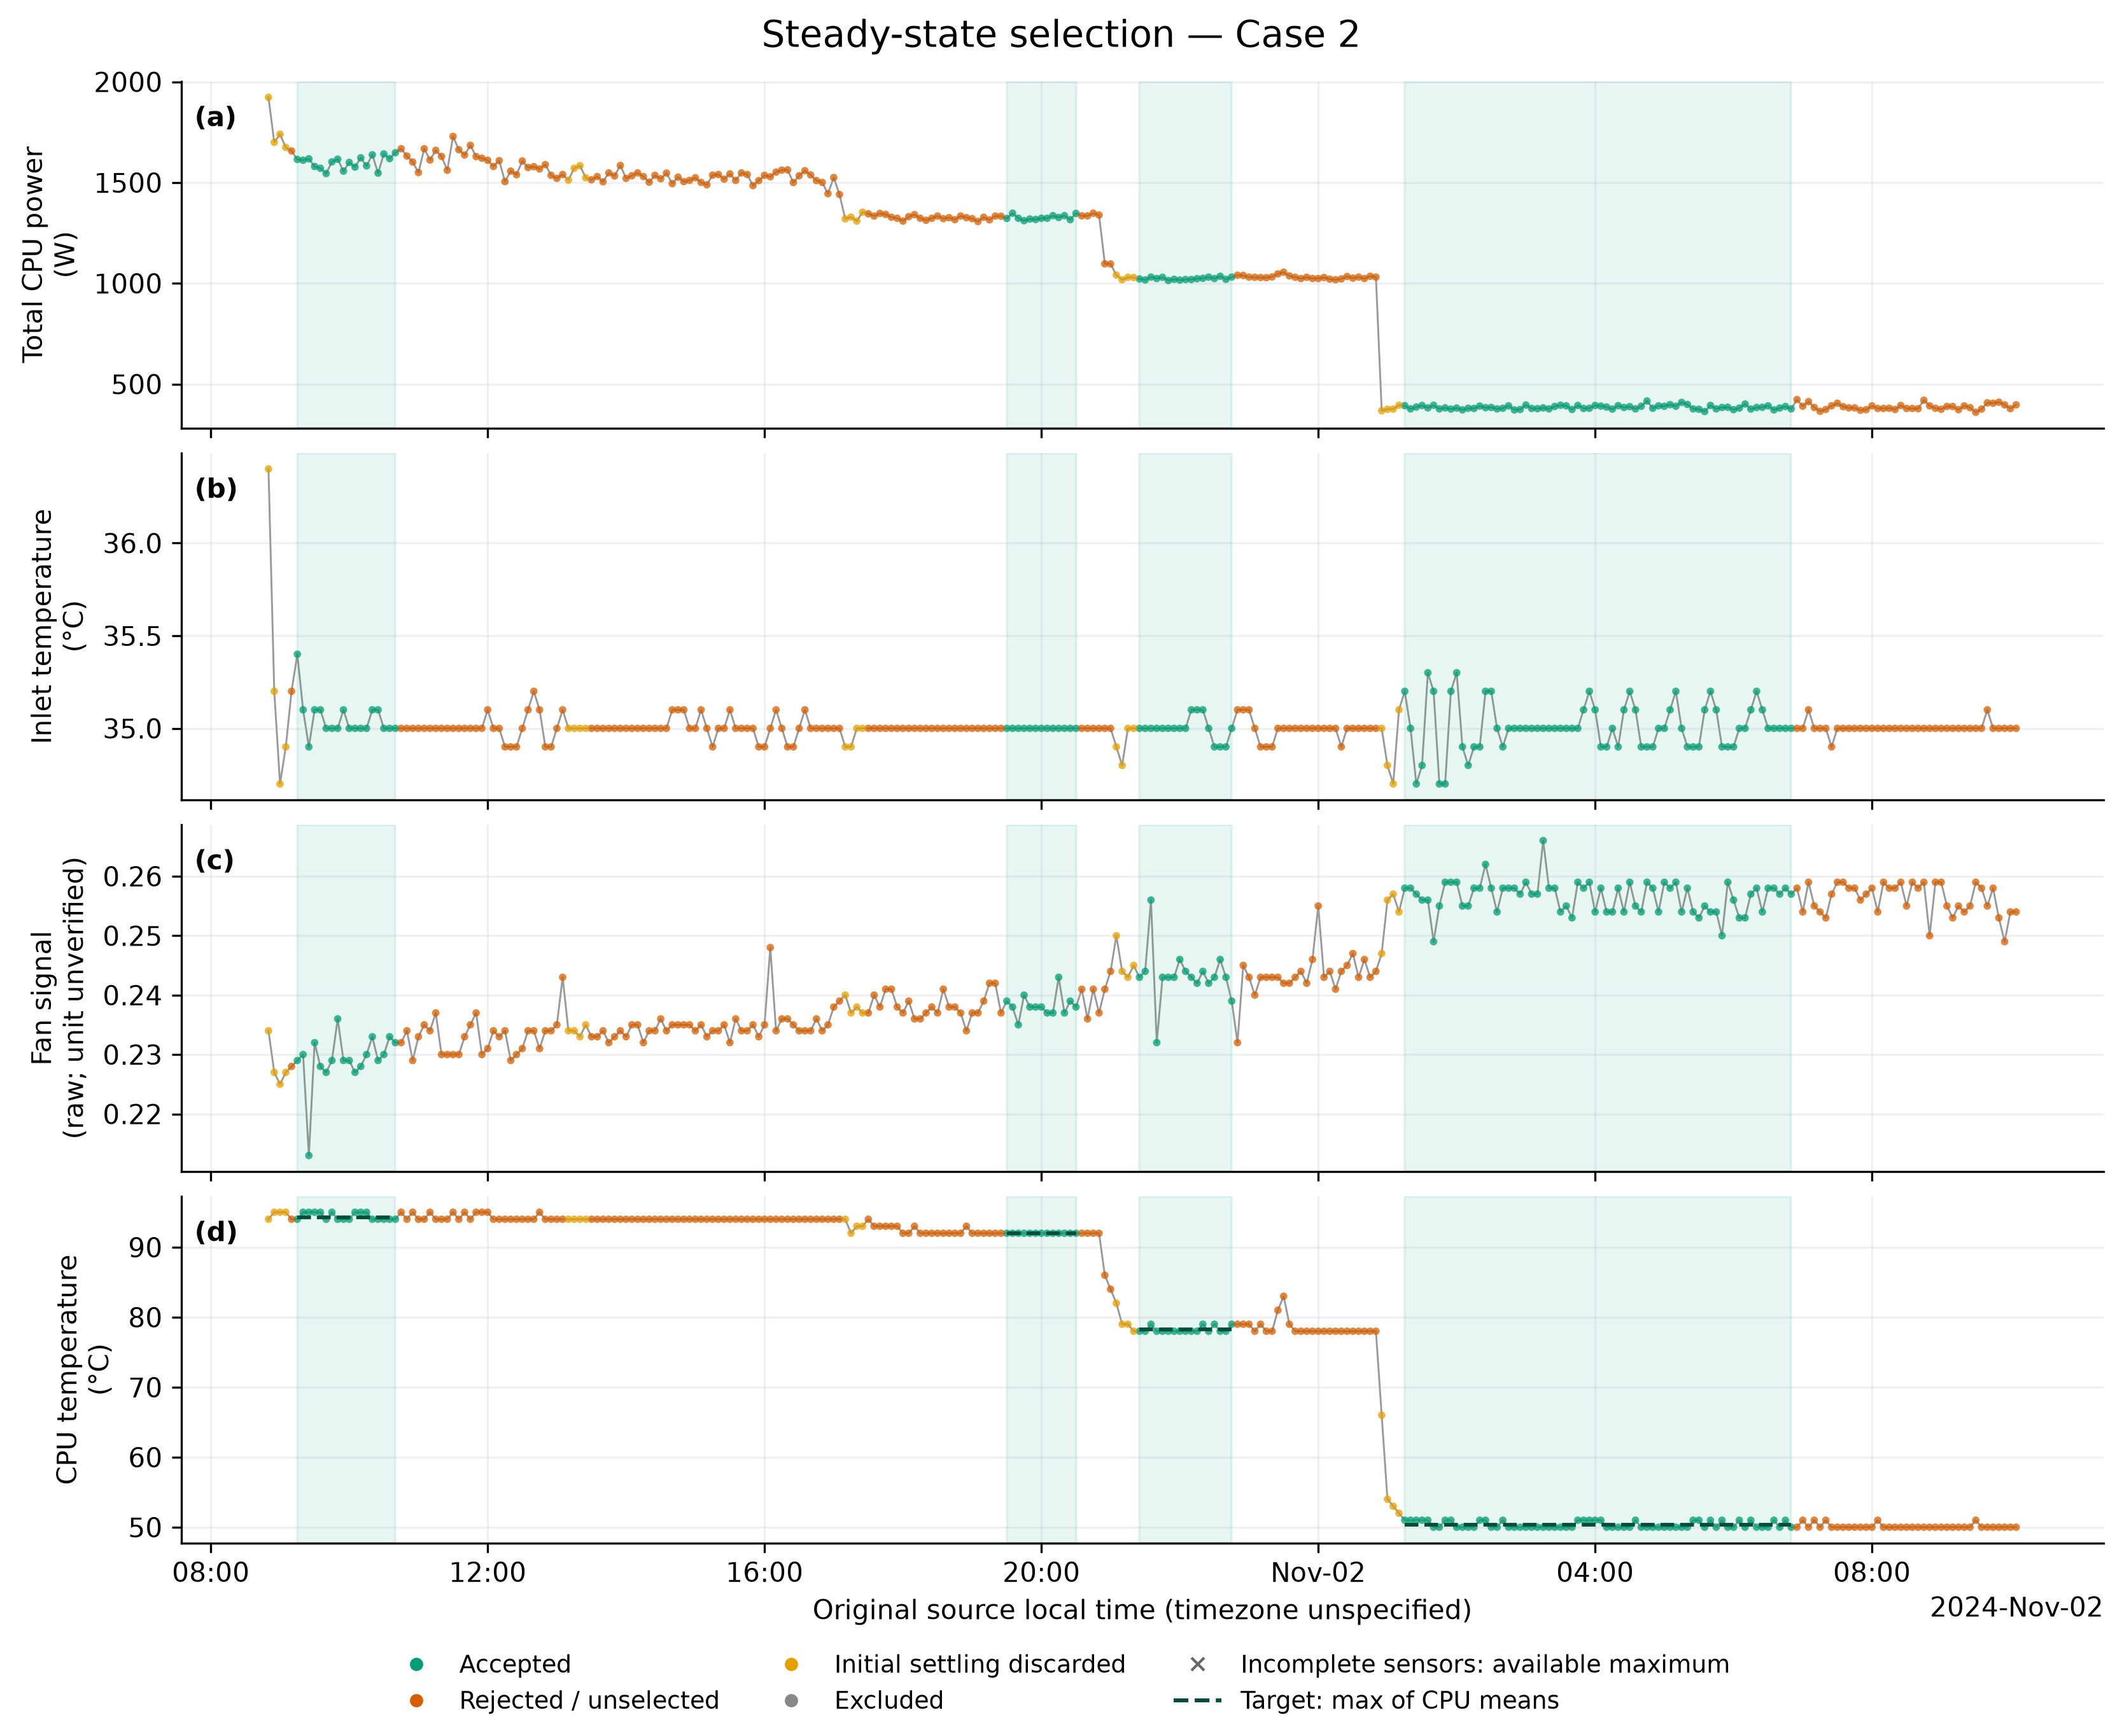 Steady-state selection — Case 2
(a)
Total CPU power
(W)
2000
1500
1000
500
(b)
Inlet temperature
(°C)
36.0
35.5
35.0
(c)
Fan signal
(raw; unit unverified)
0.26
0.25
0.24
0.23
0.22
(d)
CPU temperature
(°C)
90
80
70
60
50
08:00 12:00 16:00 20:00 Nov-02 04:00 08:00
Original source local time (timezone unspecified)
2024-Nov-02
Accepted Initial settling discarded Incomplete sensors: available maximum
Rejected / unselected Excluded Target: max of CPU means